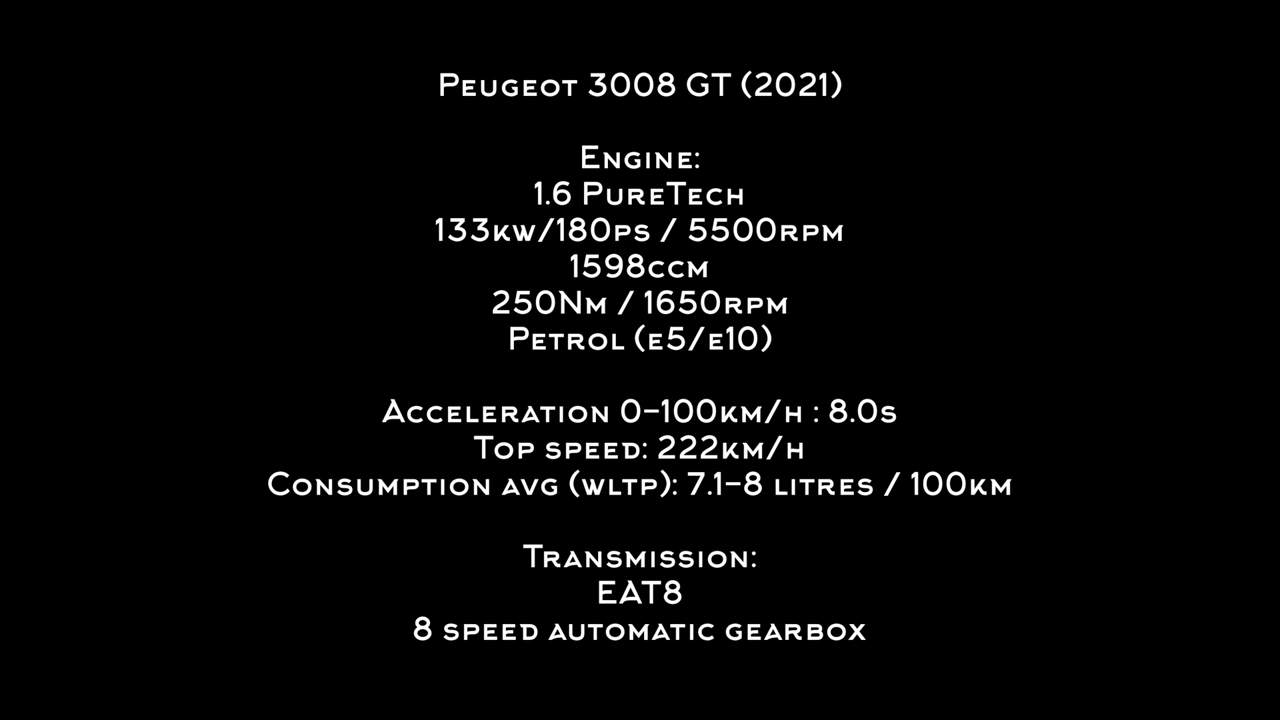 Peugeot 3008 GT (2021)
Engine:
1.6 PureTech
133kw/180ps / 5500rpm
1598ccm
250Nm / 1650rpm
Petrol (e5/e10)
Acceleration 0-100km/h : 8.0s
Top speed: 222km/h
Consumption avg (wltp): 7.1-8 litres / 100km
Transmission:
EAT8
8 speed automatic gearbox